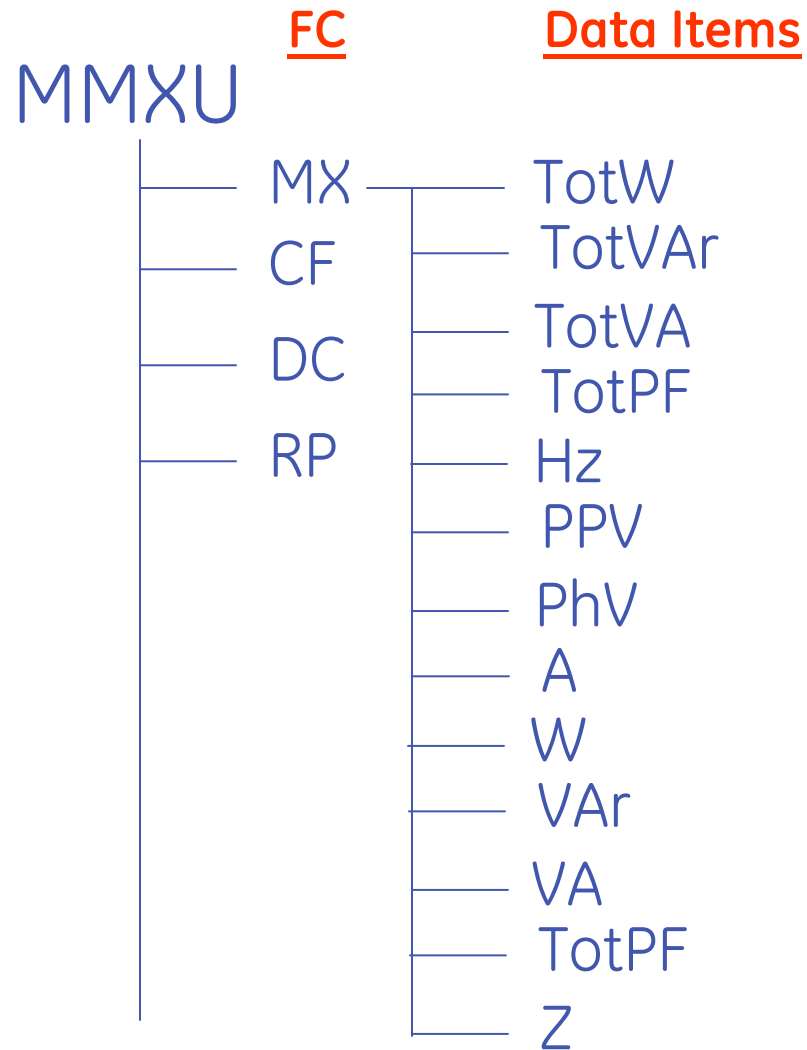 FC Data Items
MMXU
MX TotW
TotVAr
CF
TotVA
DC
TotPF
RP Hz
PPV
PhV
A
W
VAr
VA
TotPF
Z